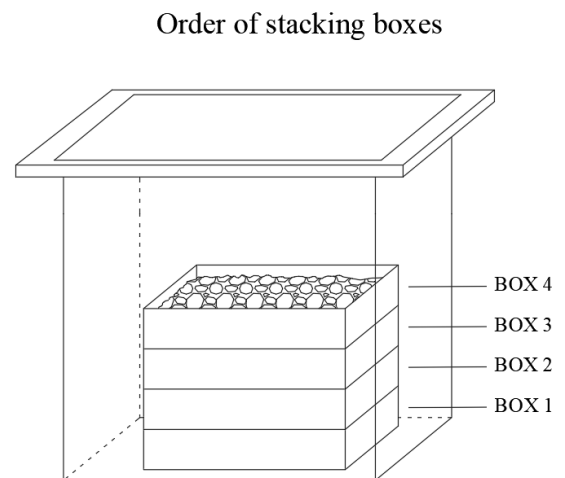 Order of stacking boxes
BOX 4
BOX 3
BOX 2
BOX 1